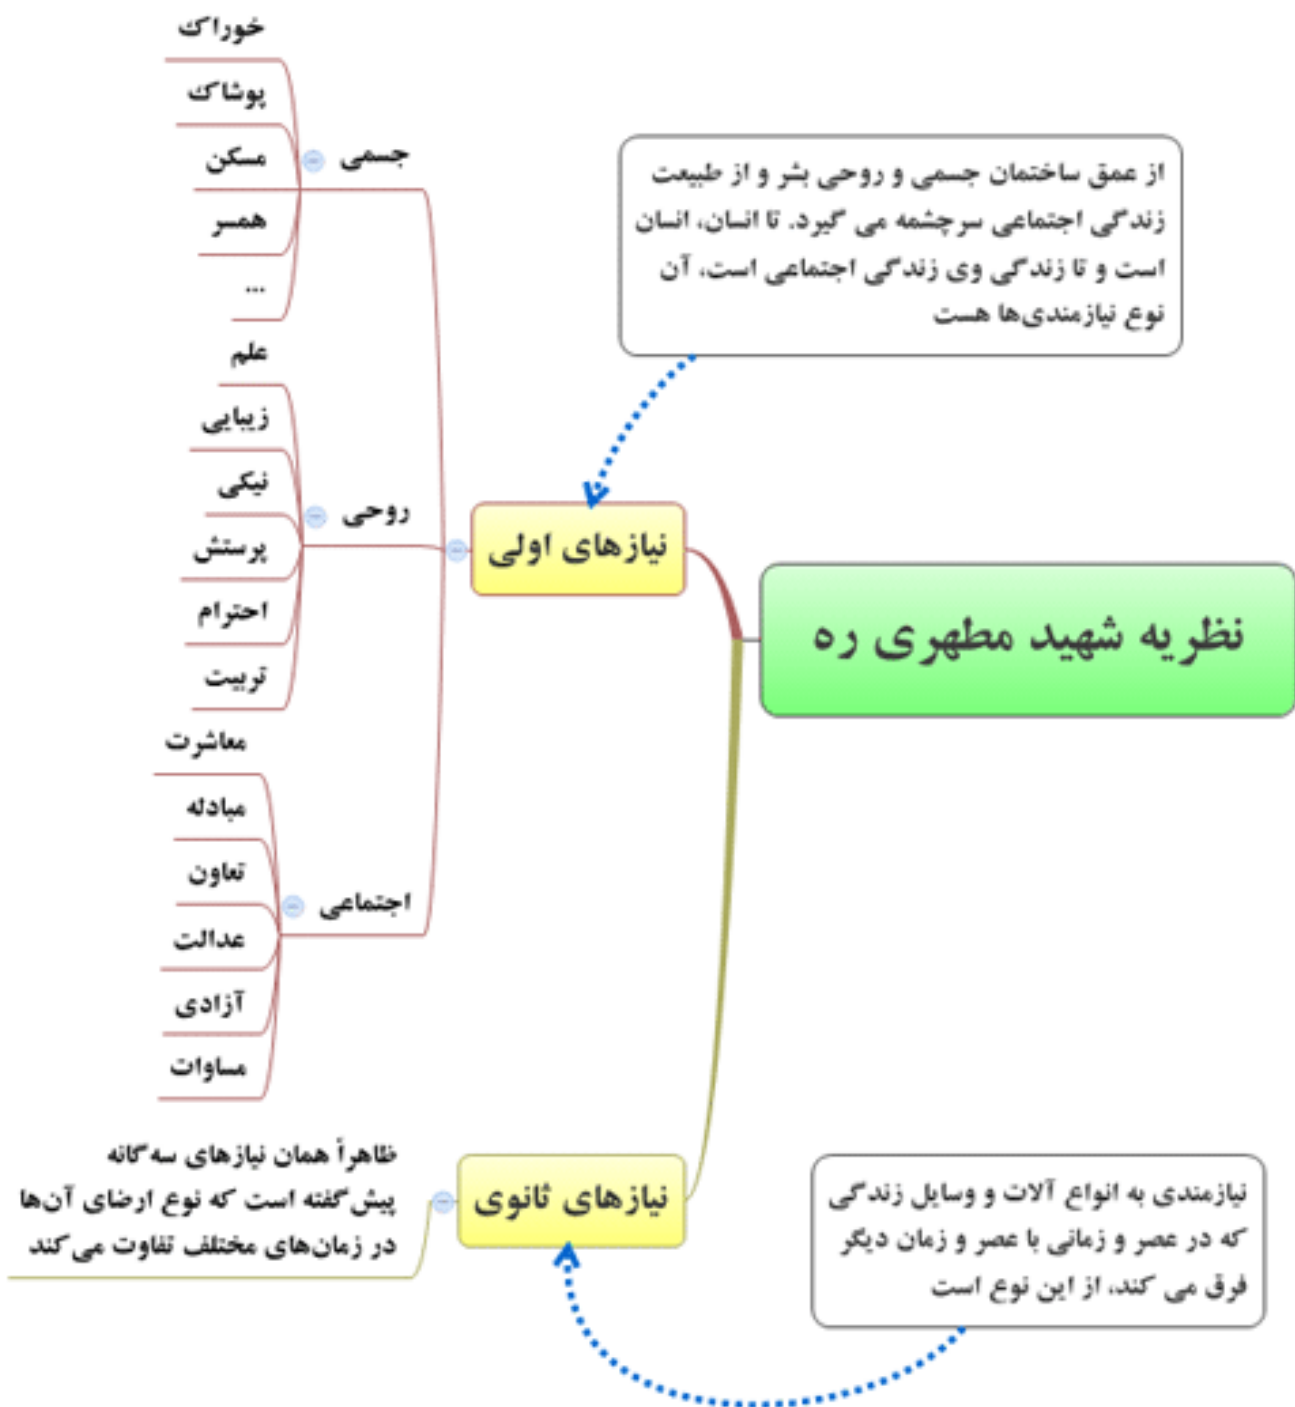 نظریه شهید مطهری ره
نیازهای اولی
از عمق ساختمان جسمی و روحی بشر و از طبیعت
زندگی اجتماعی سرچشمه می گیرد. تا انسان، انسان
است و تا زندگی وی زندگی اجتماعی است، آن
نوع نیازمندی‌ها هست
جسمی
خوراک
پوشاک
مسکن
همسر
...
روحی
علم
زیبایی
نیکی
پرستش
احترام
تربیت
اجتماعی
معاشرت
مبادله
تعاون
عدالت
آزادی
مساوات
نیازهای ثانوی
نیازمندی به انواع آلات و وسایل زندگی
که در عصر و زمانی با عصر و زمان دیگر
فرق می کند، از این نوع است
ظاهراً همان نیازهای سه‌گانه
پیش‌گفته است که نوع ارضای آن‌ها
در زمان‌های مختلف تفاوت می‌کند